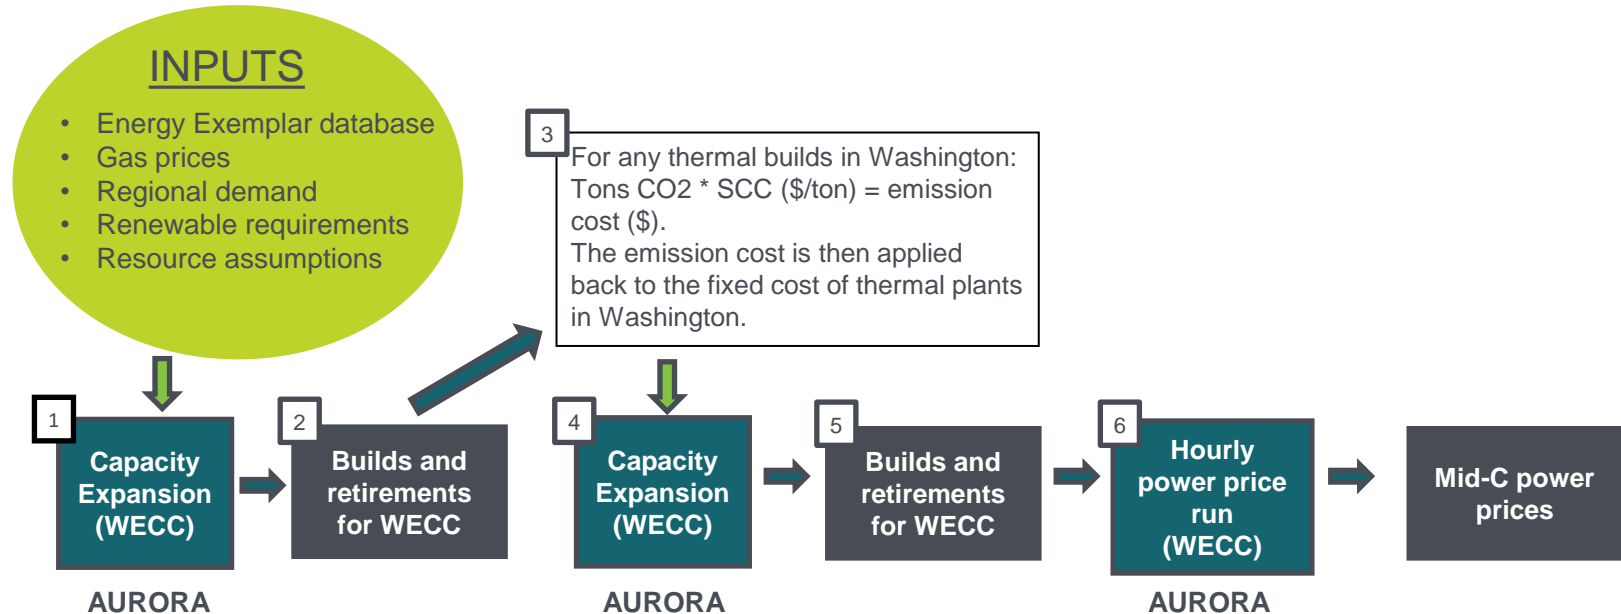 INPUTS
• Energy Exemplar database
• Gas prices
• Regional demand
• Renewable requirements
• Resource assumptions
3
For any thermal builds in Washington:
Tons CO2 * SCC ($/ton) = emission
cost ($).
The emission cost is then applied
back to the fixed cost of thermal plants
in Washington.
1
Capacity
Expansion
(WECC)
AURORA
2
Builds and
retirements
for WECC
4
Capacity
Expansion
(WECC)
AURORA
5
Builds and
retirements
for WECC
6
Hourly
power price
run
(WECC)
AURORA
Mid-C power
prices